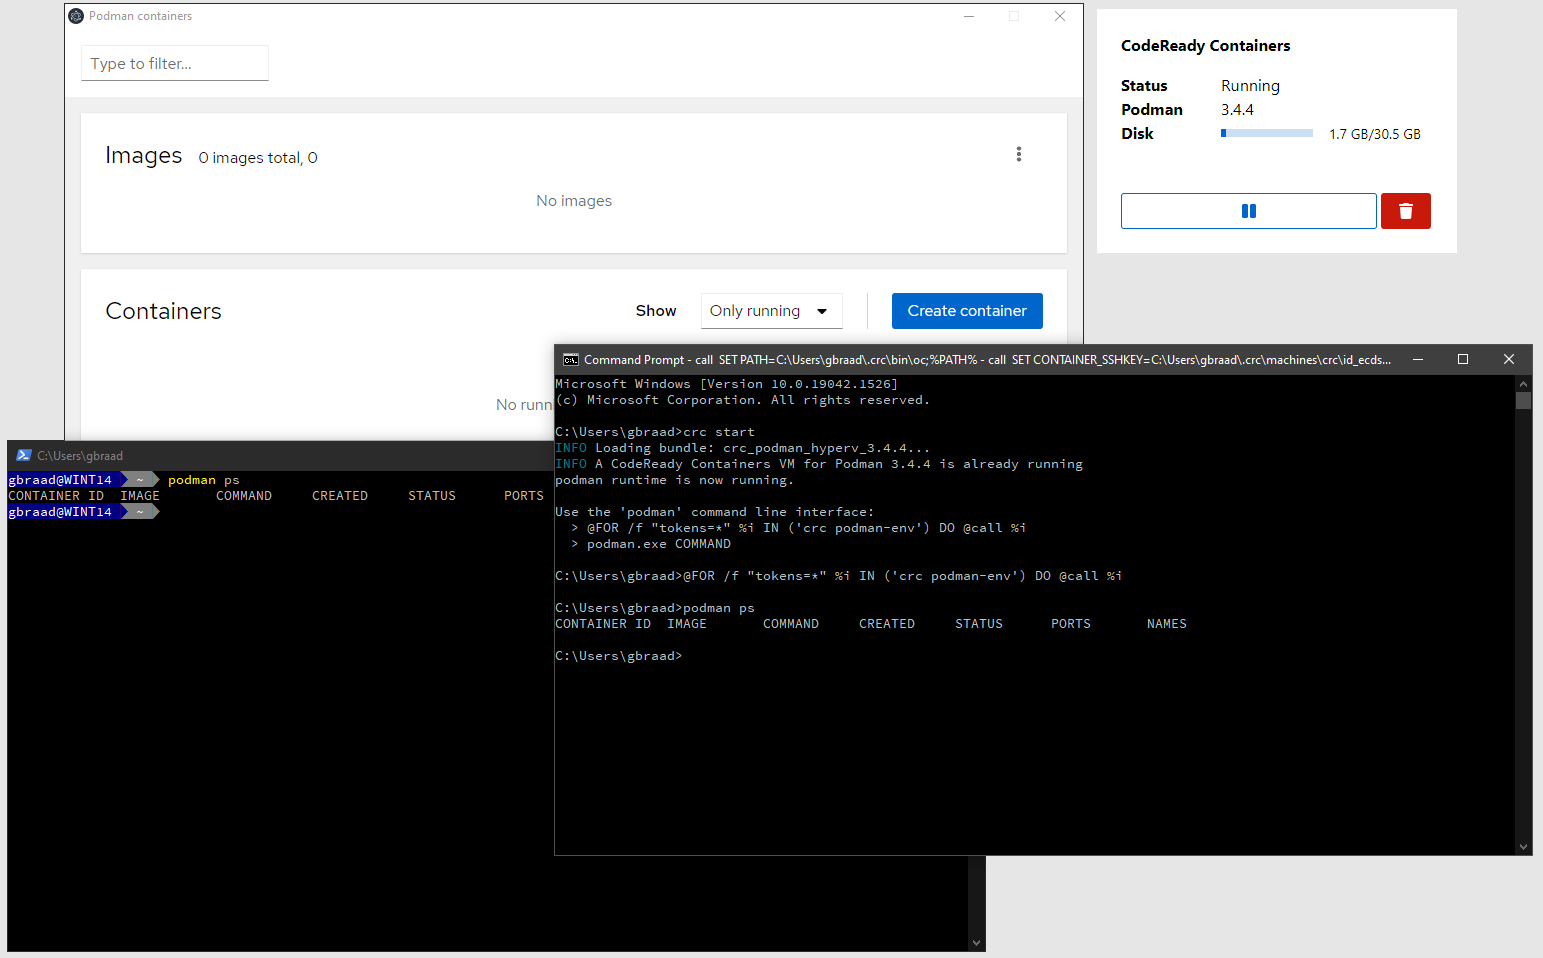 Podman containers
Type to filter...
Images 0 images total, 0
No images
Containers Show Only running Create container
No runn
CodeReady Containers
Status Running
Podman 3.4.4
Disk 1.7 GB/30.5 GB
C:\Users\gbraad
gbraad@WINT14 ~ podman ps
CONTAINER ID IMAGE COMMAND CREATED STATUS PORTS
gbraad@WINT14 ~
Command Prompt - call SET PATH=C:\Users\gbraad\.crc\bin\oc;%PATH% - call SET CONTAINER_SSHKEY=C:\Users\gbraad\.crc\machines\crc\id_ecds...
Microsoft Windows [Version 10.0.19042.1526]
(c) Microsoft Corporation. All rights reserved.
C:\Users\gbraad>crc start
INFO Loading bundle: crc_podman_hyperv_3.4.4...
INFO A CodeReady Containers VM for Podman 3.4.4 is already running
podman runtime is now running.
Use the 'podman' command line interface:
> @FOR /f "tokens=*" %i IN ('crc podman-env') DO @call %i
> podman.exe COMMAND
C:\Users\gbraad>@FOR /f "tokens=*" %i IN ('crc podman-env') DO @call %i
C:\Users\gbraad>podman ps
CONTAINER ID IMAGE COMMAND CREATED STATUS PORTS NAMES
C:\Users\gbraad>